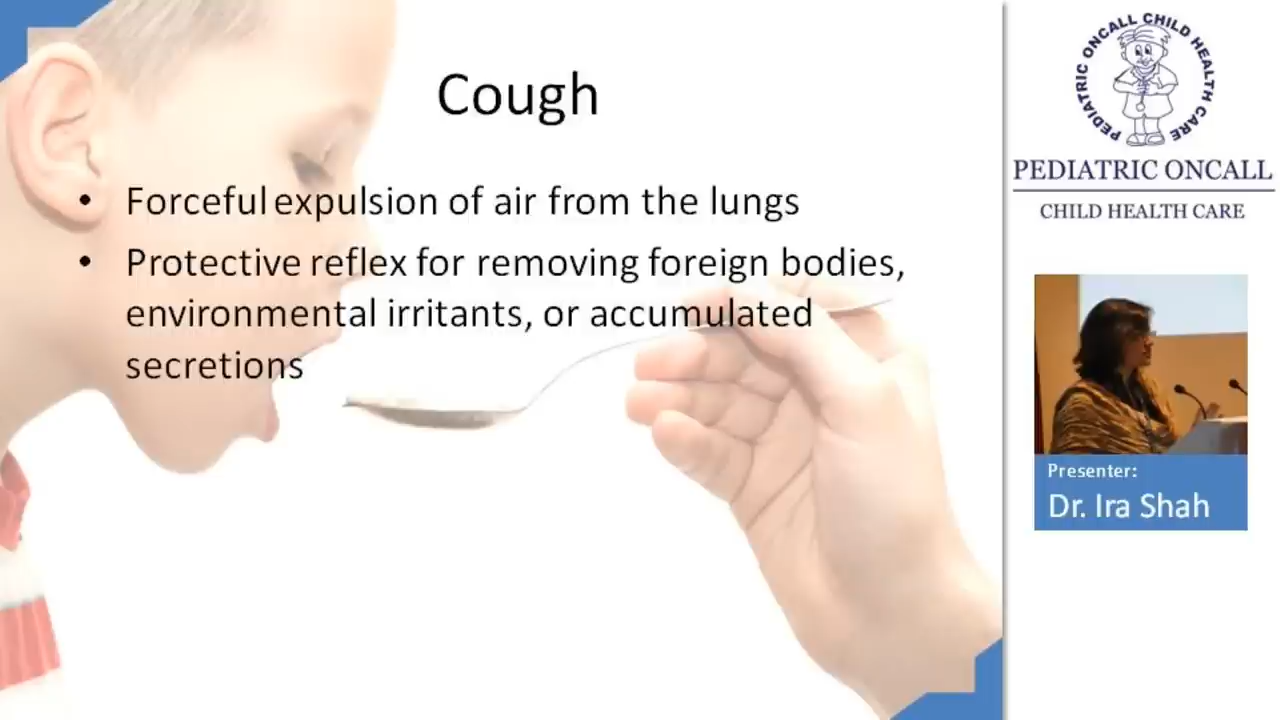 Cough
• Forceful expulsion of air from the lungs
• Protective reflex for removing foreign bodies,
environmental irritants, or accumulated
secretions
PEDIATRIC ONCALL CHILD HEALTH CARE
PEDIATRIC ONCALL
CHILD HEALTH CARE
Presenter:
Dr. Ira Shah